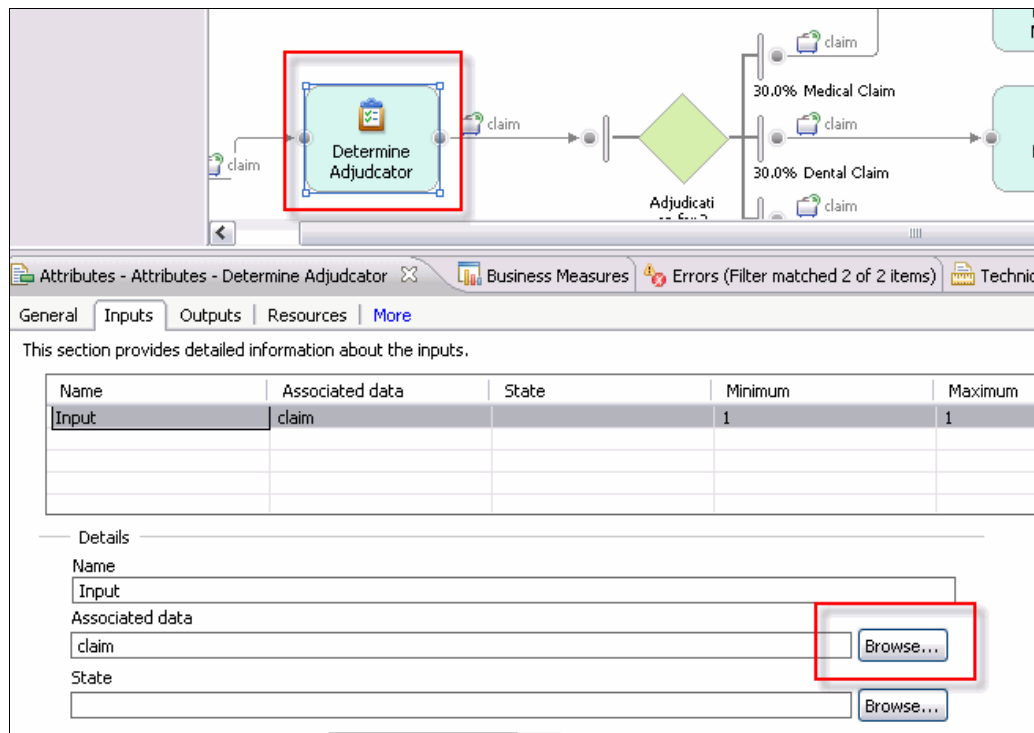 claim
30.0% Medical Claim
claim
claim
claim
Determine
Adjudcator
30.0% Dental Claim
Adjudicati
claim
Attributes - Attributes - Determine Adjudcator
Business Measures
Errors (Filter matched 2 of 2 items)
Technic
General
Inputs
Outputs
Resources
More
This section provides detailed information about the inputs.
Name
Associated data
State
Minimum
Maximum
Input
claim
1
1
Details
Name
Input
Associated data
claim
Browse...
State
Browse...